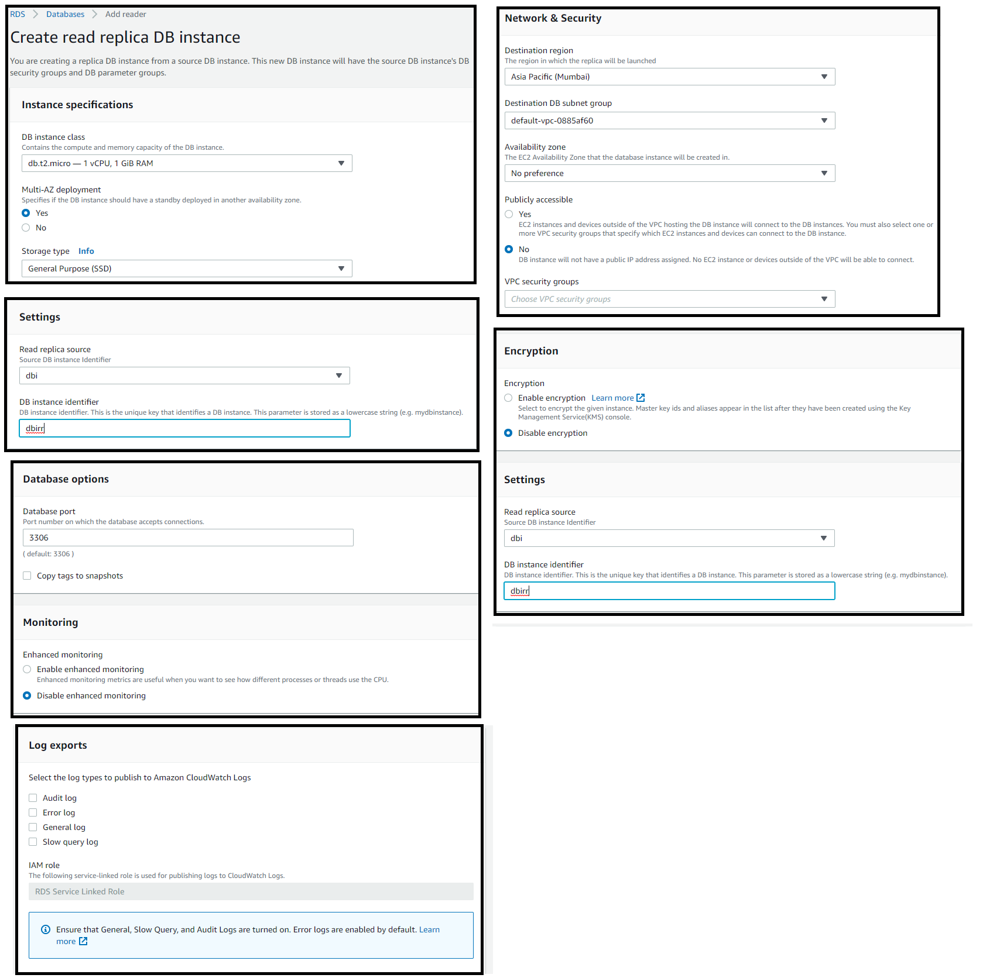 RDS > Databases > Add reader
Create read replica DB instance
You are creating a replica DB instance from a source DB instance. This new DB instance will have the source DB instance's DB
security groups and DB parameter groups.
Instance specifications
DB instance class
Contains the compute and memory capacity of the DB instance.
db.t2.micro — 1 vCPU, 1 GiB RAM
Multi-AZ deployment
Specifies if the DB instance should have a standby deployed in another availability zone.
Yes
No
Storage type Info
General Purpose (SSD)
Settings
Read replica source
Source DB instance Identifier
dbi
DB instance identifier
DB instance identifier. This is the unique key that identifies a DB instance. This parameter is stored as a lowercase string (e.g. mydbinstance).
dbirr
Database options
Database port
Port number on which the database accepts connections.
3306
( default: 3306 )
Copy tags to snapshots
Monitoring
Enhanced monitoring
Enable enhanced monitoring
Enhanced monitoring metrics are useful when you want to see how different processes or threads use the CPU.
Disable enhanced monitoring
Log exports
Select the log types to publish to Amazon CloudWatch Logs
Audit log
Error log
General log
Slow query log
IAM role
The following service-linked role is used for publishing logs to CloudWatch Logs.
RDS Service Linked Role
Ensure that General, Slow Query, and Audit Logs are turned on. Error logs are enabled by default. Learn
more
Network & Security
Destination region
The region in which the replica will be launched
Asia Pacific (Mumbai)
Destination DB subnet group
default-vpc-0885af60
Availability zone
The EC2 Availability Zone that the database instance will be created in.
No preference
Publicly accessible
Yes
EC2 instances and devices outside of the VPC hosting the DB instance will connect to the DB instances. You must also select one or
more VPC security groups that specify which EC2 instances and devices can connect to the DB instance.
No
DB instance will not have a public IP address assigned. No EC2 instance or devices outside of the VPC will be able to connect.
VPC security groups
Choose VPC security groups
Encryption
Encryption
Enable encryption Learn more
Select to encrypt the given instance. Master key ids and aliases appear in the list after they have been created using the Key
Management Service(KMS) console.
Disable encryption
Settings
Read replica source
Source DB instance Identifier
dbi
DB instance identifier
DB instance identifier. This is the unique key that identifies a DB instance. This parameter is stored as a lowercase string (e.g. mydbinstance).
dbirr